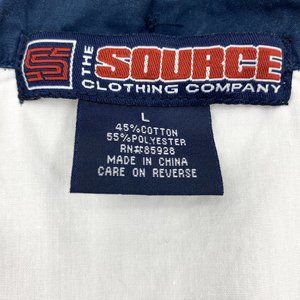 THE
SOURCE
CLOTHING COMPANY
L
45%COTTON
55%POLYESTER
RN#85928
MADE IN CHINA
CARE ON REVERSE